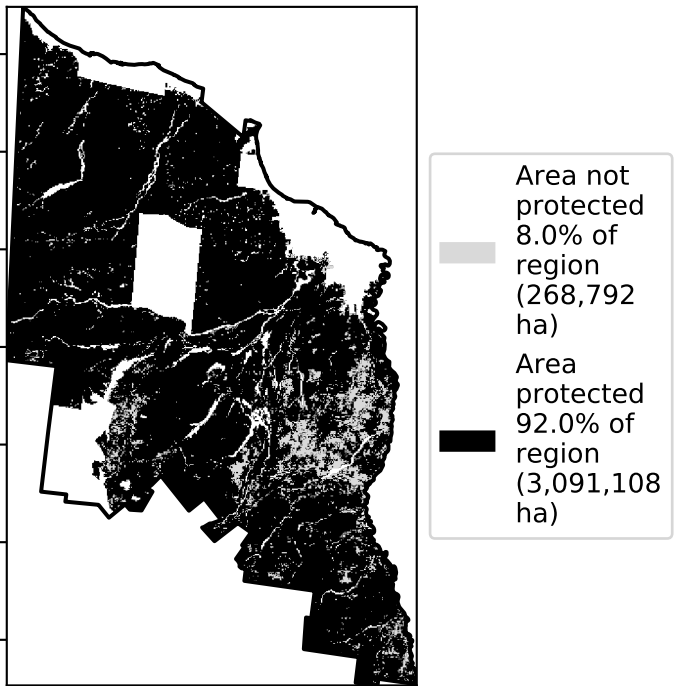 Area not
protected
8.0% of
region
(268,792
ha)
Area
protected
92.0% of
region
(3,091,108
ha)